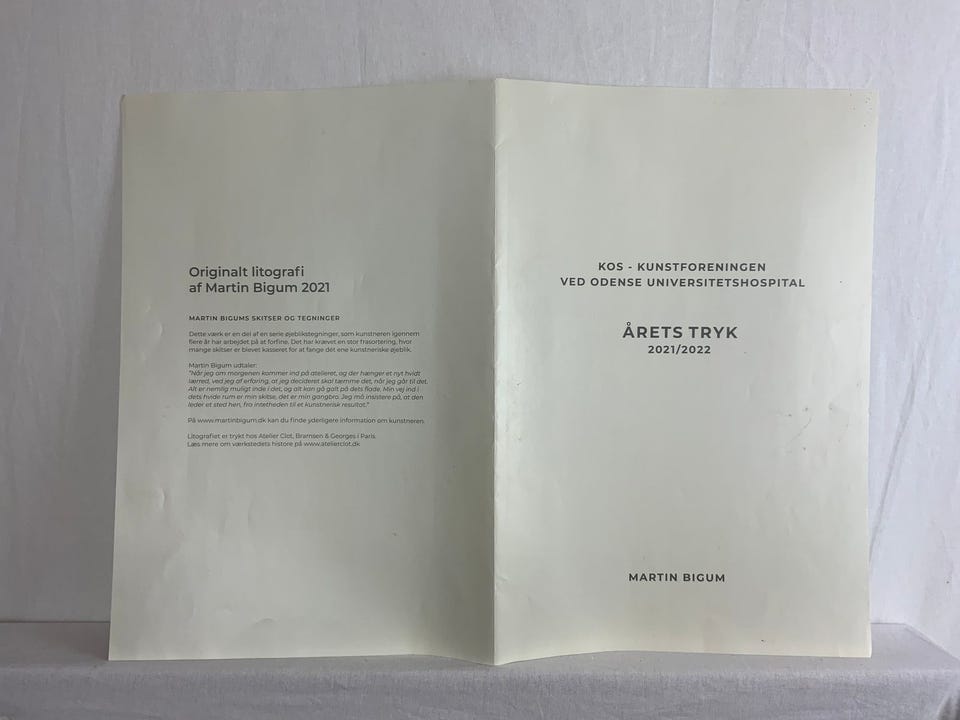 Originalt litografi
af Martin Bigum 2021
MARTIN BIGUMS SKITSER OG TEGNINGER
Dette værk er en del af en serie øjeblikstegninger, som kunstneren igennem
flere år har arbejdet på at forfine. Det har krævet en stor frasortering, hvor
mange skitser er blevet kasseret for at fange dét ene kunstneriske øjeblik.
Martin Bigum udtaler:
"Når jeg om morgenen kommer ind på atelieret, og der hænger et nyt hvidt
lærred, ved jeg af erfaring, at jeg decideret skal tæmme det, når jeg går til det.
Alt er nemlig muligt inde i det, og alt kan gå galt på dets flade. Min vej ind i
dets hvide rum er min skitse, det er min gangbro. Jeg må insistere på, at den
leder et sted hen, fra intetheden til et kunstnerisk resultat."
På www.martinbigum.dk kan du finde yderligere information om kunstneren.
Litografiet er trykt hos Atelier Clot, Bramsen & Georges i Paris.
Læs mere om værkstedets histore på www.atelierclot.dk
KOS - KUNSTFORENINGEN
VED ODENSE UNIVERSITETSHOSPITAL
ÅRETS TRYK
2021/2022
MARTIN BIGUM